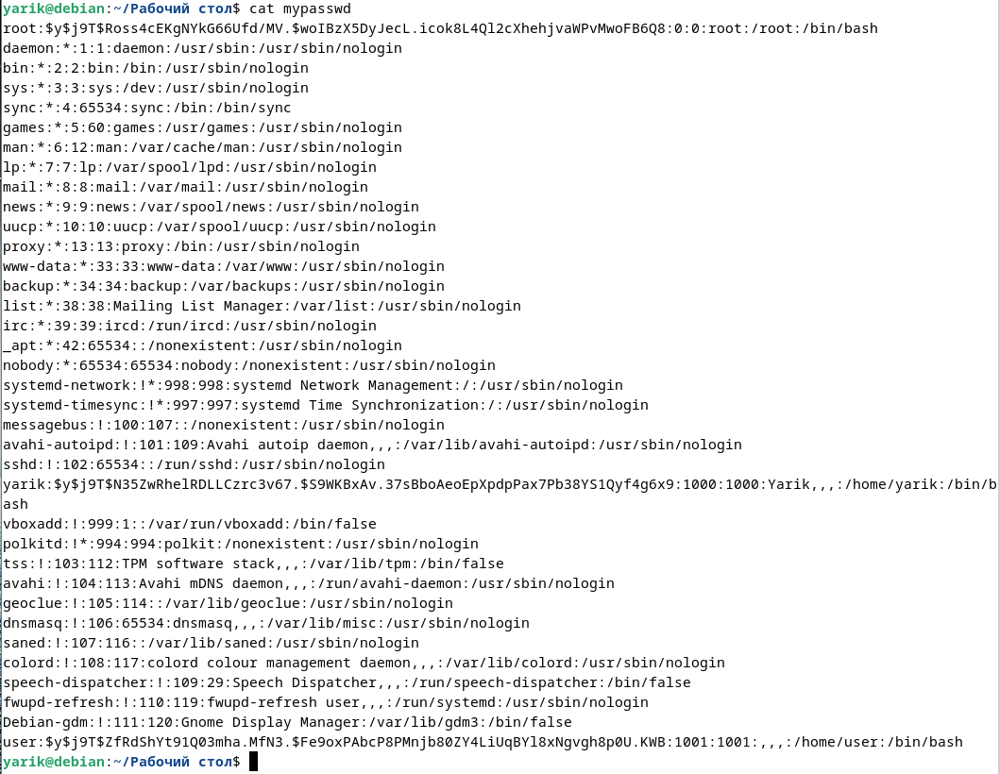 yarik@debian:~/Рабочий стол$ cat mypasswd
root:$y$j9T$Ross4cEKgNYkG66Ufd/MV.$woIBzX5DyJecL.icok8L4Ql2cXhehjvaWPvMwoFB6Q8:0:0:root:/root:/bin/bash
daemon:*:1:1:daemon:/usr/sbin:/usr/sbin/nologin
bin:*:2:2:bin:/bin:/usr/sbin/nologin
sys:*:3:3:sys:/dev:/usr/sbin/nologin
sync:*:4:65534:sync:/bin:/bin/sync
games:*:5:60:games:/usr/games:/usr/sbin/nologin
man:*:6:12:man:/var/cache/man:/usr/sbin/nologin
lp:*:7:7:lp:/var/spool/lpd:/usr/sbin/nologin
mail:*:8:8:mail:/var/mail:/usr/sbin/nologin
news:*:9:9:news:/var/spool/news:/usr/sbin/nologin
uucp:*:10:10:uucp:/var/spool/uucp:/usr/sbin/nologin
proxy:*:13:13:proxy:/bin:/usr/sbin/nologin
www-data:*:33:33:www-data:/var/www:/usr/sbin/nologin
backup:*:34:34:backup:/var/backups:/usr/sbin/nologin
list:*:38:38:Mailing List Manager:/var/list:/usr/sbin/nologin
irc:*:39:39:ircd:/run/ircd:/usr/sbin/nologin
_apt:*:42:65534::/nonexistent:/usr/sbin/nologin
nobody:*:65534:65534:nobody:/nonexistent:/usr/sbin/nologin
systemd-network:!*:998:998:systemd Network Management:/:/usr/sbin/nologin
systemd-timesync:!*:997:997:systemd Time Synchronization:/:/usr/sbin/nologin
messagebus:!:100:107::/nonexistent:/usr/sbin/nologin
avahi-autoipd:!:101:109:Avahi autoip daemon,,,:/var/lib/avahi-autoipd:/usr/sbin/nologin
sshd:!:102:65534::/run/sshd:/usr/sbin/nologin
yarik:$y$j9T$N35ZwRhelRDLLCzrc3v67.$S9WKBxAv.37sBboAeoEpXpdpPax7Pb38YS1Qyf4g6x9:1000:1000:Yarik,,,:/home/yarik:/bin/b
ash
vboxadd:!:999:1::/var/run/vboxadd:/bin/false
polkitd:!*:994:994:polkit:/nonexistent:/usr/sbin/nologin
tss:!:103:112:TPM software stack,,,:/var/lib/tpm:/bin/false
avahi:!:104:113:Avahi mDNS daemon,,,:/run/avahi-daemon:/usr/sbin/nologin
geoclue:!:105:114::/var/lib/geoclue:/usr/sbin/nologin
dnsmasq:!:106:65534:dnsmasq,,,:/var/lib/misc:/usr/sbin/nologin
saned:!:107:116::/var/lib/saned:/usr/sbin/nologin
colord:!:108:117:colord colour management daemon,,,:/var/lib/colord:/usr/sbin/nologin
speech-dispatcher:!:109:29:Speech Dispatcher,,,:/run/speech-dispatcher:/bin/false
fwupd-refresh:!:110:119:fwupd-refresh user,,,:/run/systemd:/usr/sbin/nologin
Debian-gdm:!:111:120:Gnome Display Manager:/var/lib/gdm3:/bin/false
user:$y$j9T$ZfRdShYt91Q03mha.MfN3.$Fe9oxPAbcP8PMnjb80ZY4LiUqBYl8xNgvgh8p0U.KWB:1001:1001:,,,:/home/user:/bin/bash
yarik@debian:~/Рабочий стол$